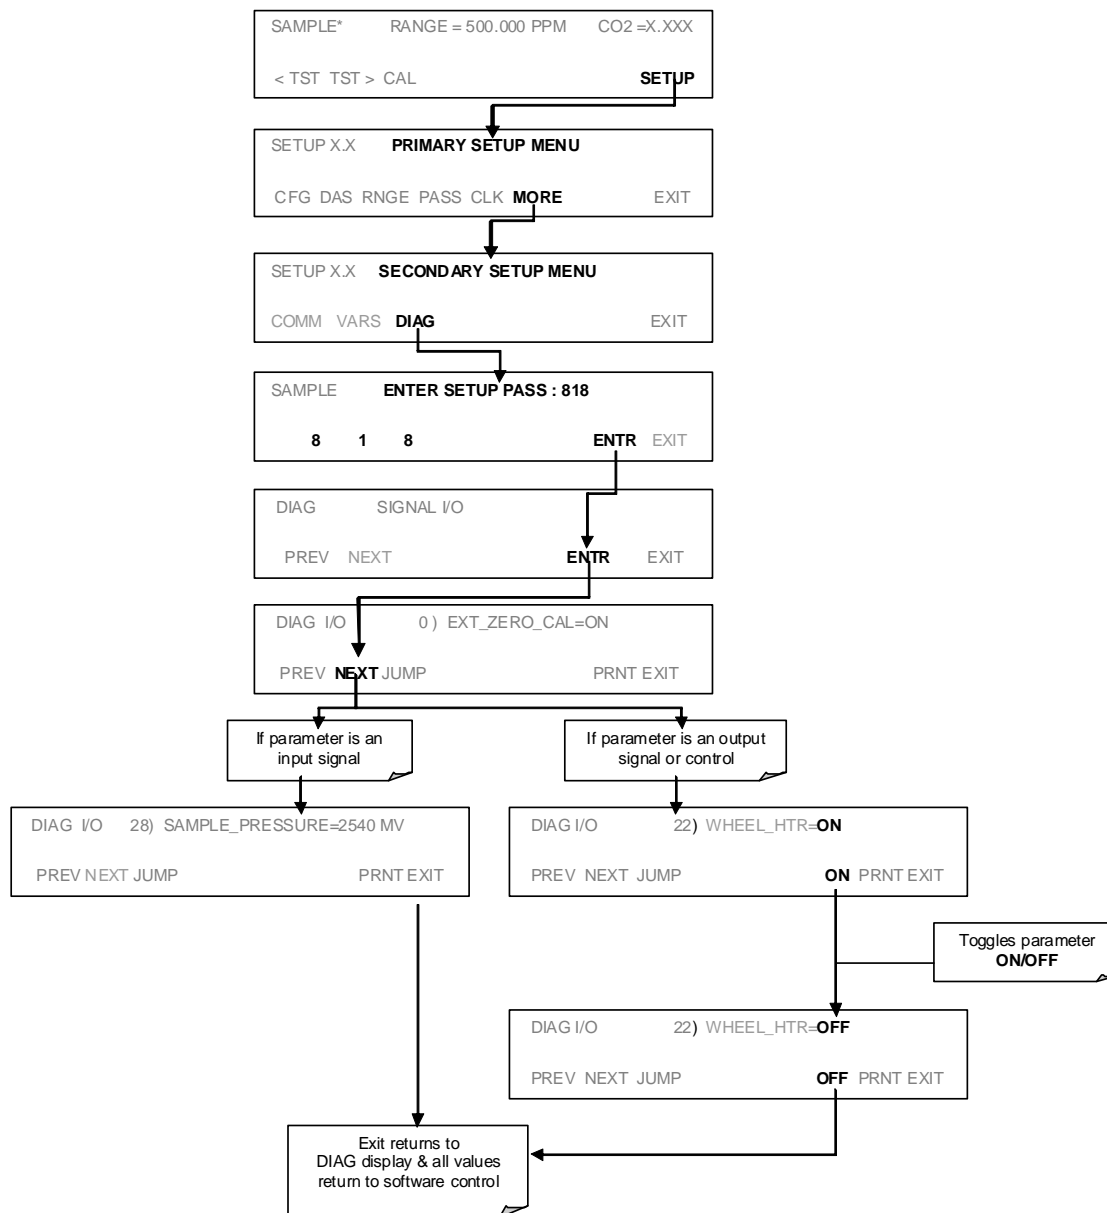 SAMPLE* RANGE = 500.000 PPM CO2 =X.XXX
< TST TST > CAL SETUP
SETUP X.X PRIMARY SETUP MENU
CFG DAS RNGE PASS CLK MORE EXIT
SETUP X.X SECONDARY SETUP MENU
COMM VARS DIAG EXIT
SAMPLE ENTER SETUP PASS : 818
8 1 8 ENTR EXIT
DIAG SIGNAL I/O
PREV NEXT ENTR EXIT
DIAG I/O 0 ) EXT_ZERO_CAL=ON
PREV NEXT JUMP PRNT EXIT
If parameter is an
input signal
If parameter is an output
signal or control
DIAG I/O 28) SAMPLE_PRESSURE=2540 MV
PREV NEXT JUMP PRNT EXIT
DIAG I/O 22) WHEEL_HTR=ON
PREV NEXT JUMP ON PRNT EXIT
Toggles parameter
ON/OFF
DIAG I/O 22) WHEEL_HTR=OFF
PREV NEXT JUMP OFF PRNT EXIT
Exit returns to
DIAG display & all values
return to software control